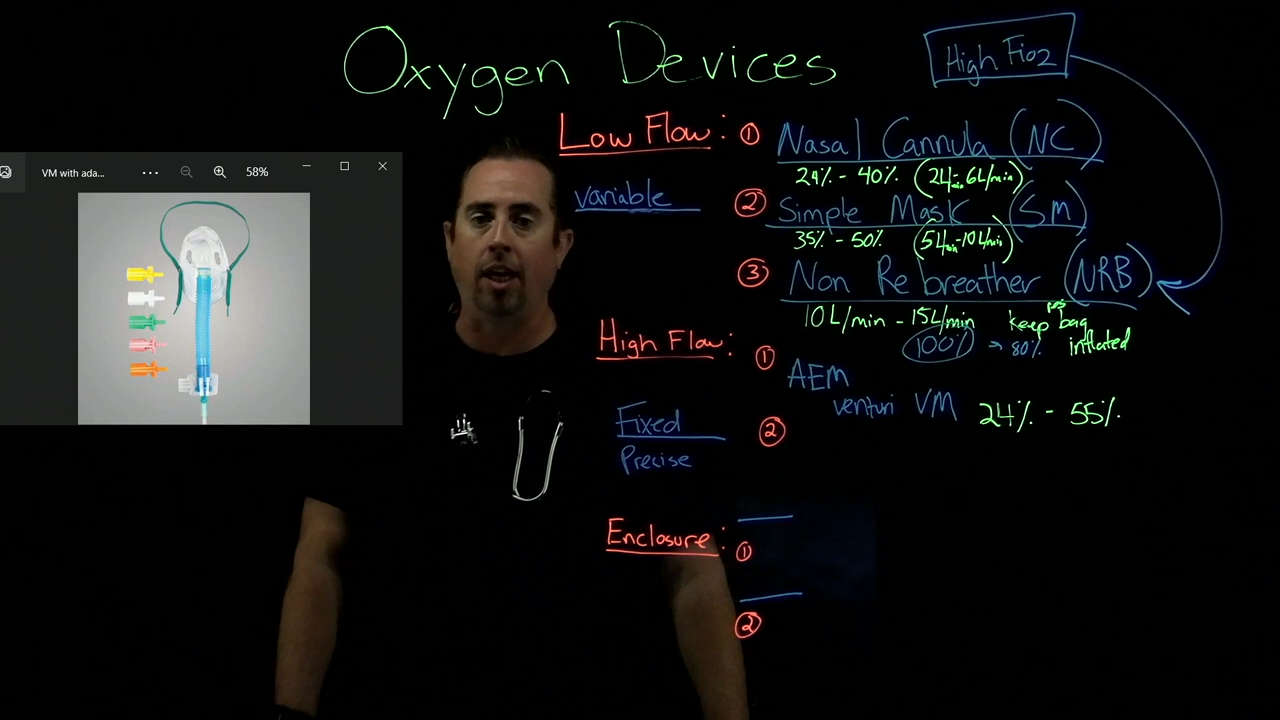 Oxygen Devices
High Fio2
Low Flow: ① Nasal Cannula (NC)
24% - 40% (2L/min-6L/min)
variable
② Simple Mask (SM)
35% - 50% (5L/min-10L/min)
③ Non Rebreather (NRB)
10L/min - 15L/min
keep res bag inflated
100% → 80%
High Flow: ①
AEM
venturi VM 24% - 55%
Fixed
②
Precise
Enclosure:
①
②
VM with ada... ... 58%